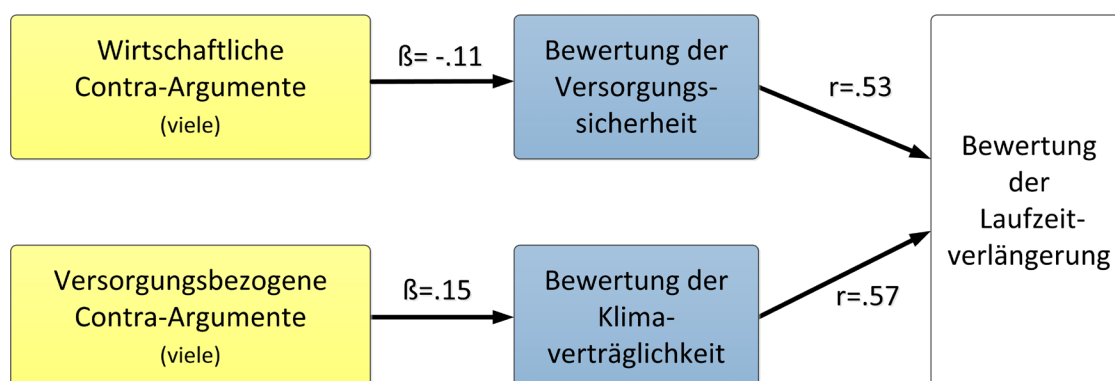 Wirtschaftliche
Contra-Argumente
(viele)
ß= -.11
Bewertung der
Versorgungs-
sicherheit
r=.53
Versorgungsbezogene
Contra-Argumente
(viele)
ß=.15
Bewertung der
Klima-
verträglichkeit
r=.57
Bewertung
der
Laufzeit-
verlängerung